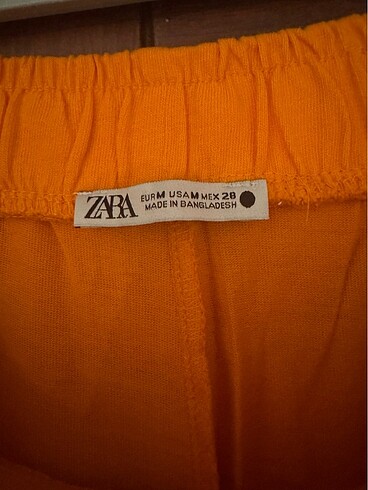 ZARA
EUR M USA M MEX 28
MADE IN BANGLADESH